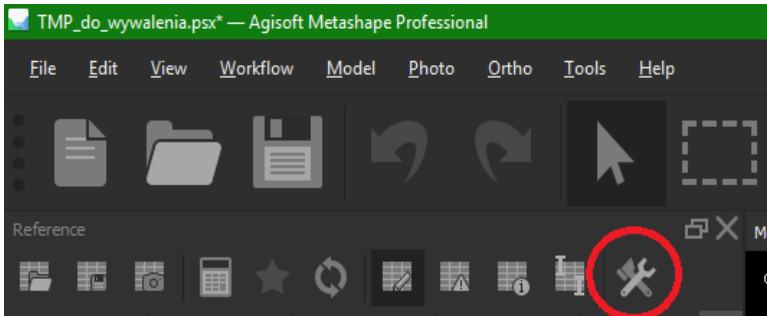 TMP_do_wywalenia.psx* — Agisoft Metashape Professional
File Edit View Workflow Model Photo Ortho Tools Help
Reference